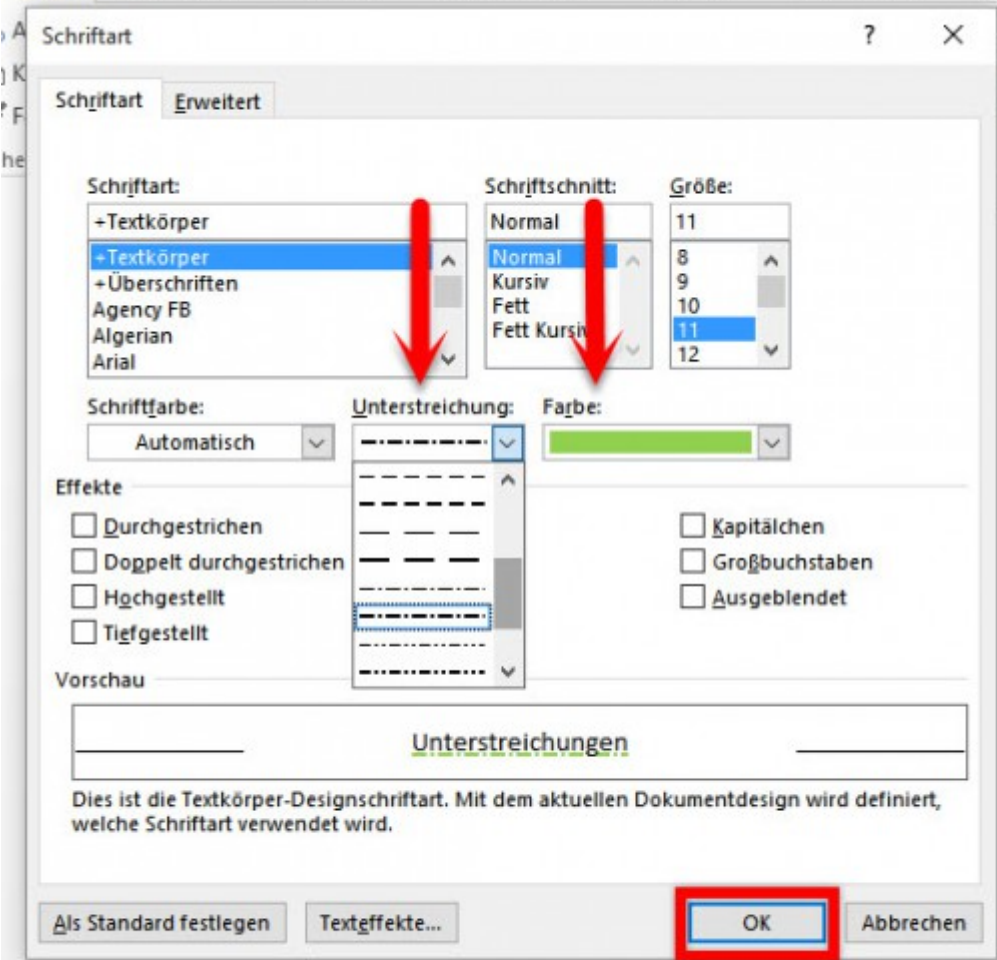 A
Schriftart ?
K
Schriftart Erweitert
F
he
Schriftart: Schriftschnitt: Größe:
+Textkörper Normal 11
+Textkörper Normal 8
+Überschriften Kursiv 9
Agency FB Fett 10
Algerian Fett Kursiv 11
Arial 12
Schriftfarbe: Unterstreichung: Farbe:
Automatisch
Effekte
Durchgestrichen Kapitälchen
Doppelt durchgestrichen Großbuchstaben
Hochgestellt Ausgeblendet
Tiefgestellt
Vorschau
Unterstreichungen
Dies ist die Textkörper-Designschriftart. Mit dem aktuellen Dokumentdesign wird definiert,
welche Schriftart verwendet wird.
Als Standard festlegen Texteffekte... OK Abbrechen